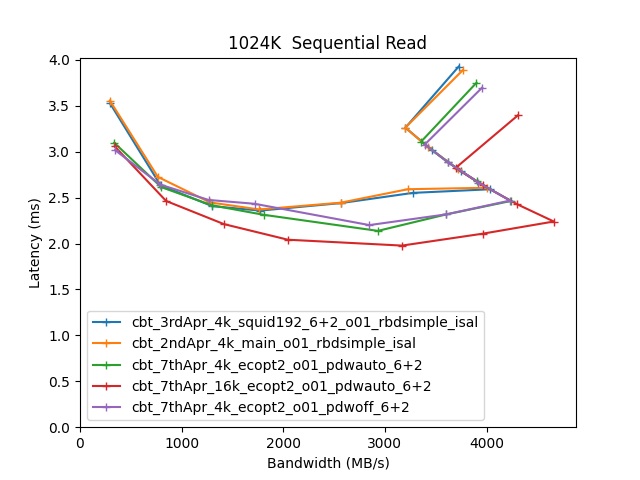 1024K  Sequential Read
4.0
3.5
3.0
2.5
2.0
1.5
1.0
0.5
0.0
Latency (ms)
cbt_3rdApr_4k_squid192_6+2_o01_rbdsimple_isal
cbt_2ndApr_4k_main_o01_rbdsimple_isal
cbt_7thApr_4k_ecopt2_o01_pdwauto_6+2
cbt_7thApr_16k_ecopt2_o01_pdwauto_6+2
cbt_7thApr_4k_ecopt2_o01_pdwoff_6+2
0 1000 2000 3000 4000
Bandwidth (MB/s)